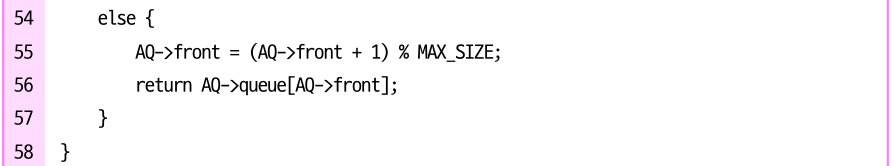 54 else {
55 AQ->front = (AQ->front + 1) % MAX_SIZE;
56 return AQ->queue[AQ->front];
57 }
58 }